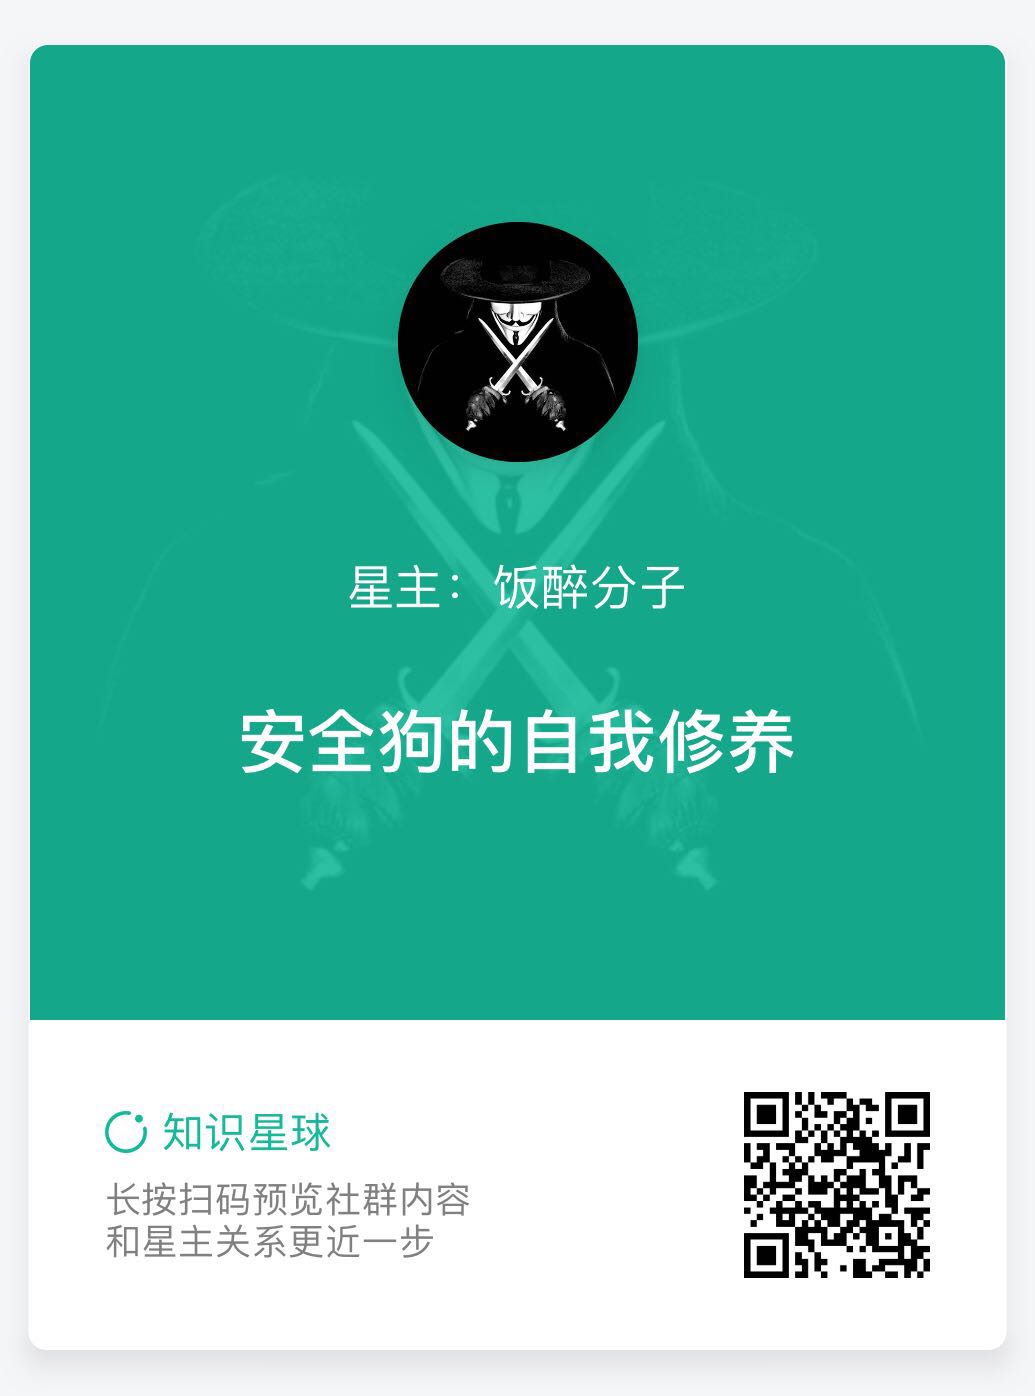 星主：饭醉分子
安全狗的自我修养
知识星球
长按扫码预览社群内容
和星主关系更近一步